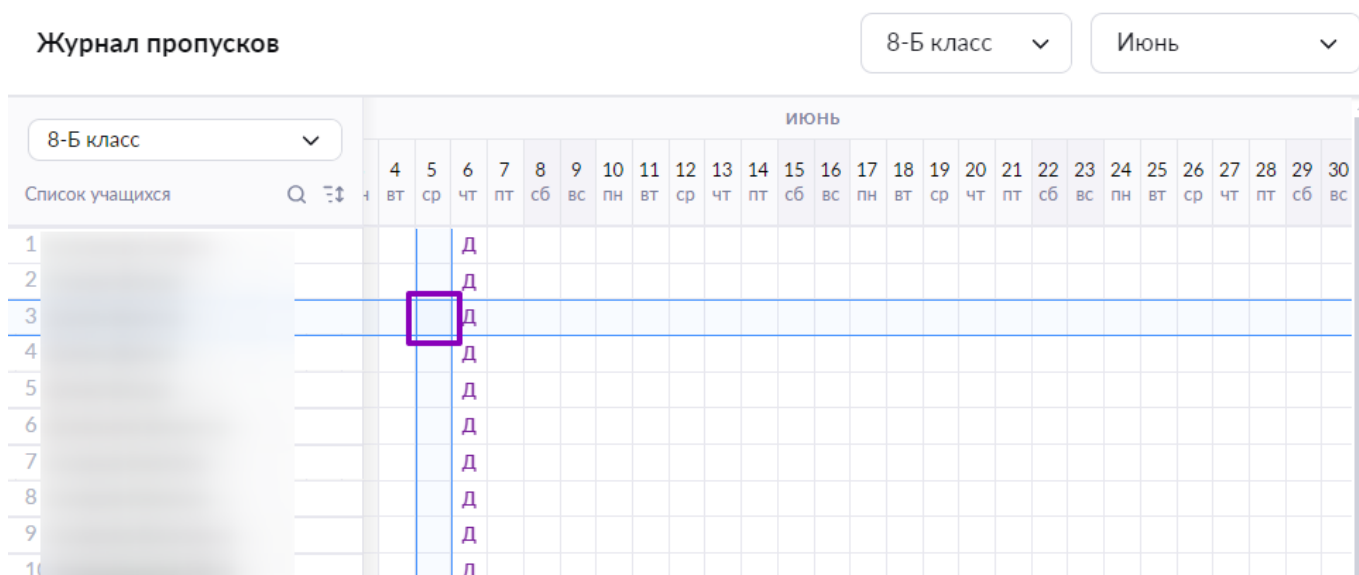 Журнал пропусков
8-Б класс
Июнь
8-Б класс
Список учащихся
июнь
4 5 6 7 8 9 10 11 12 13 14 15 16 17 18 19 20 21 22 23 24 25 26 27 28 29 30
вт ср чт пт сб вс пн вт ср чт пт сб вс пн вт ср чт пт сб вс пн вт ср чт пт сб вс
1 Д
2 Д
3 Д
4 Д
5 Д
6 Д
7 Д
8 Д
9 Д
10 Д